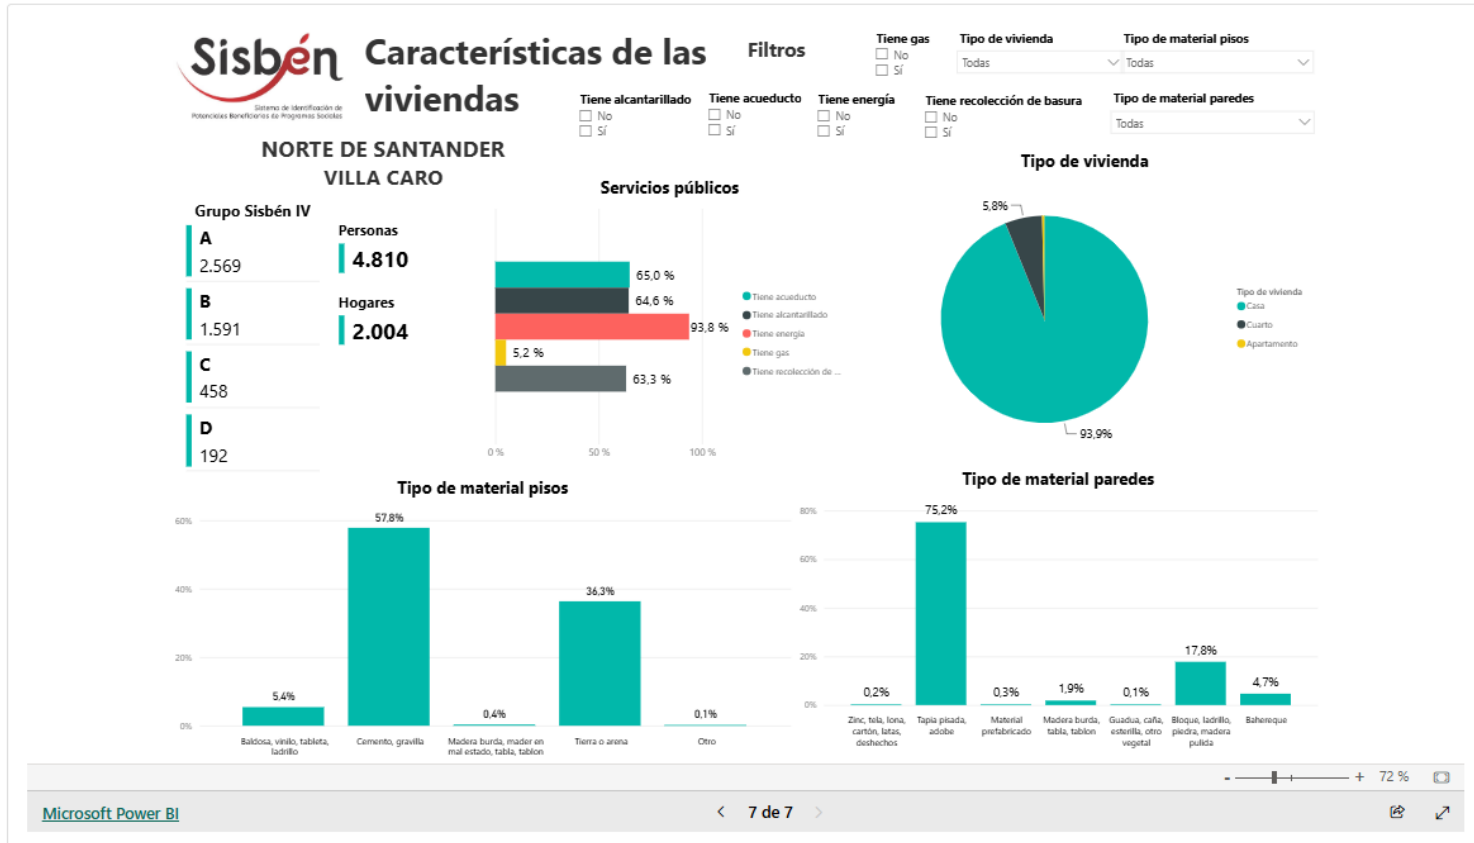 Sisbén
Sistema de Identificación de
Potenciales Beneficiarios de Programas Sociales
Características de las
viviendas
Filtros
Tiene gas
No
Sí
Tipo de vivienda
Todas
Tipo de material pisos
Todas
Tiene alcantarillado
No
Sí
Tiene acueducto
No
Sí
Tiene energía
No
Sí
Tiene recolección de basura
No
Sí
Tipo de material paredes
Todas
NORTE DE SANTANDER
VILLA CARO
Grupo Sisbén IV
A
2.569
B
1.591
C
458
D
192
Personas
4.810
Hogares
2.004
Servicios públicos
65,0 %
64,6 %
93,8 %
5,2 %
63,3 %
0 %
50 %
100 %
Tiene acueducto
Tiene alcantarillado
Tiene energía
Tiene gas
Tiene recolección de ...
Tipo de vivienda
5,8%
93,9%
Tipo de vivienda
Casa
Cuarto
Apartamento
Tipo de material pisos
60%
40%
20%
0%
5,4%
57,8%
0,4%
36,3%
0,1%
Baldosa, vinilo, tableta,
ladrillo
Cemento, gravilla
Madera burda, mader en
mal estado, tabla, tablon
Tierra o arena
Otro
Tipo de material paredes
80%
60%
40%
20%
0%
0,2%
75,2%
0,3%
1,9%
0,1%
17,8%
4,7%
Zinc, tela, lona,
cartón, latas,
deshechos
Tapia pisada,
adobe
Material
prefabricado
Madera burda,
tabla, tablon
Guadua, caña,
esterilla, otro
vegetal
Bloque, ladrillo,
piedra, madera
pulida
Bahereque
- + 72 %
Microsoft Power BI
7 de 7